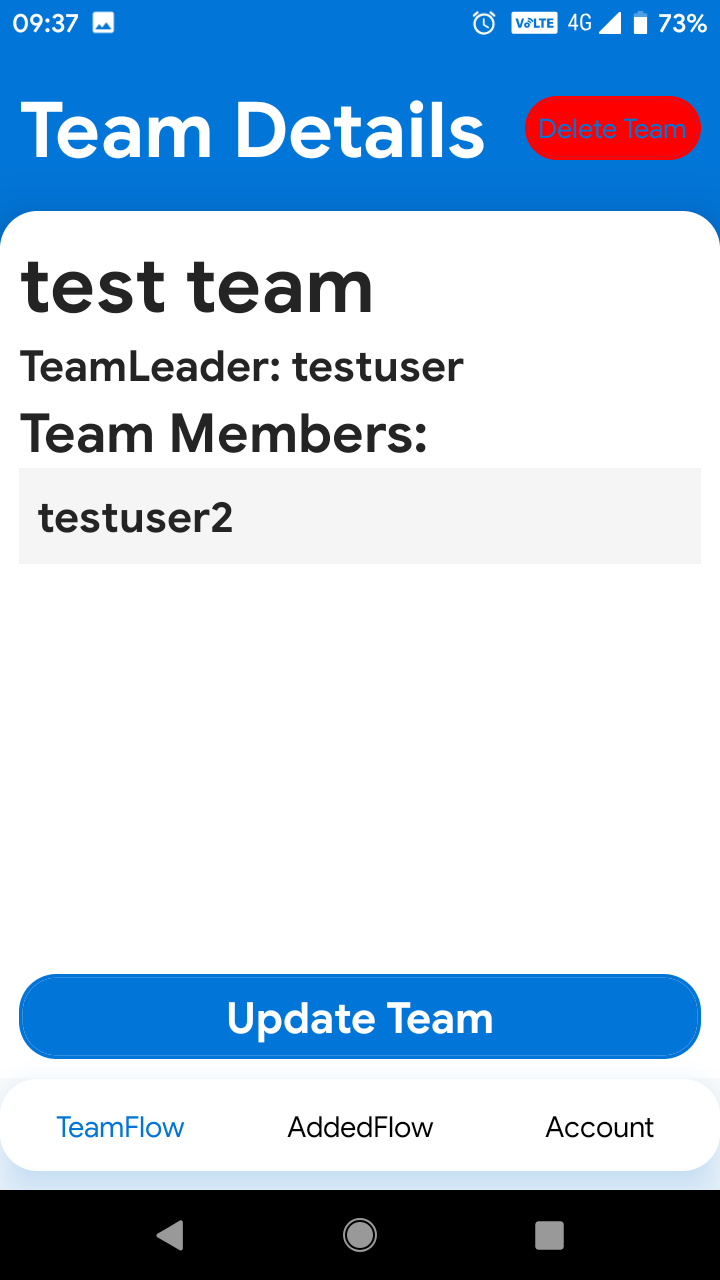 09:37 VoLTE 4G 73%
Team Details
Delete Team
test team
TeamLeader: testuser
Team Members:
testuser2
Update Team
TeamFlow AddedFlow Account